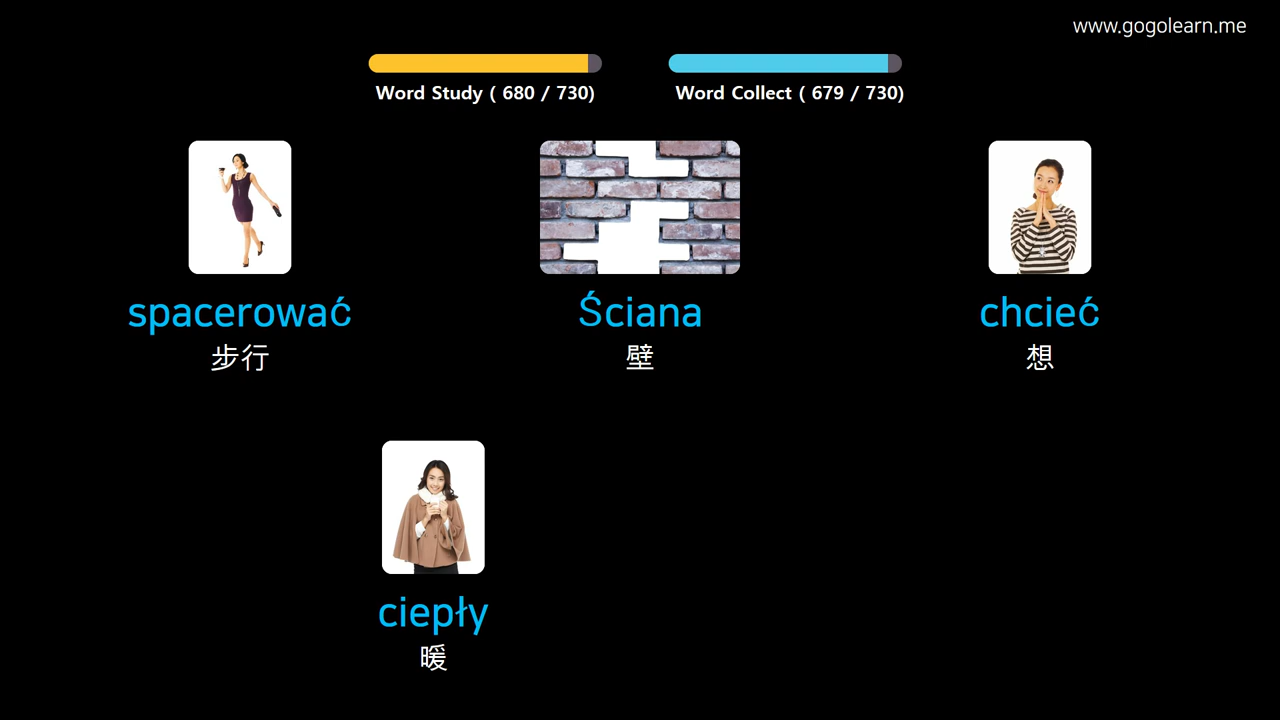 www.gogolearn.me
Word Study ( 680 / 730)
Word Collect ( 679 / 730)
spacerować
步行
Ściana
壁
chcieć
想
ciepły
暖